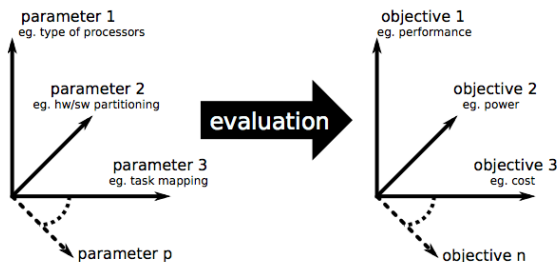 parameter 1
eg. type of processors
parameter 2
eg. hw/sw partitioning
parameter 3
eg. task mapping
parameter p
evaluation
objective 1
eg. performance
objective 2
eg. power
objective 3
eg. cost
objective n